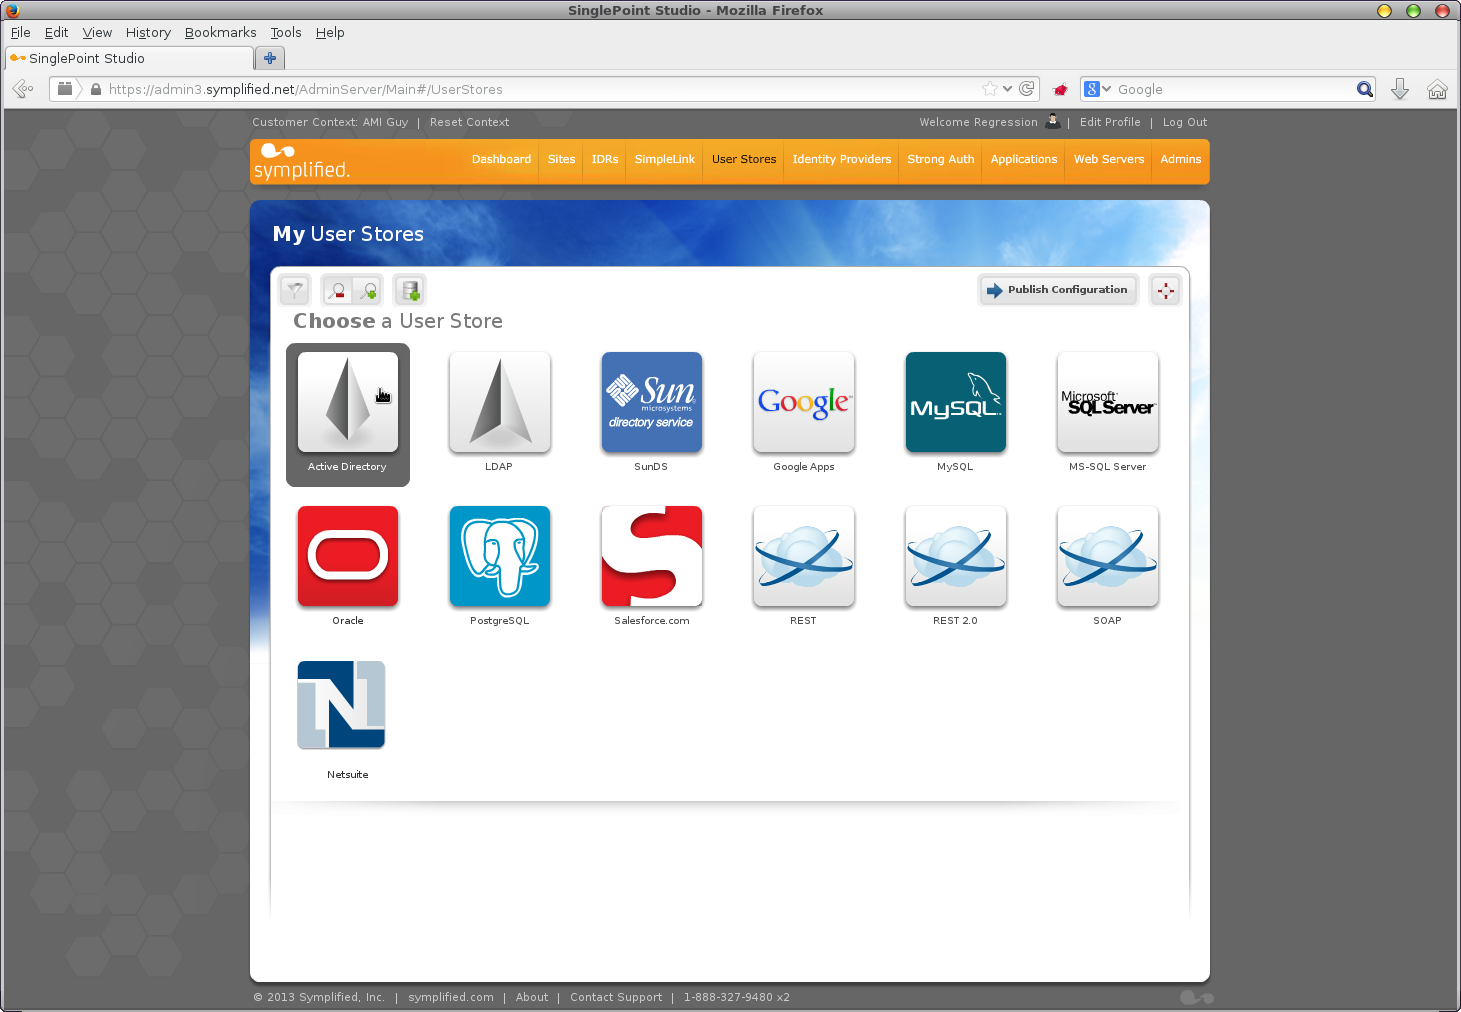 SinglePoint Studio - Mozilla Firefox
File Edit View History Bookmarks Tools Help
SinglePoint Studio
https://admin3.symplified.net/AdminServer/Main#/UserStores
8 Google
Customer Context: AMI Guy | Reset Context
Welcome Regression | Edit Profile | Log Out
symplified.
Dashboard Sites IDRs SimpleLink User Stores Identity Providers Strong Auth Applications Web Servers Admins
My User Stores
Publish Configuration
Choose a User Store
Sun microsystems directory service
Google
MySQL
Microsoft SQL Server
Active Directory LDAP SunDS Google Apps MySQL MS-SQL Server
Oracle PostgreSQL Salesforce.com REST REST 2.0 SOAP
N
Netsuite
© 2013 Symplified, Inc. | symplified.com | About | Contact Support | 1-888-327-9480 x2